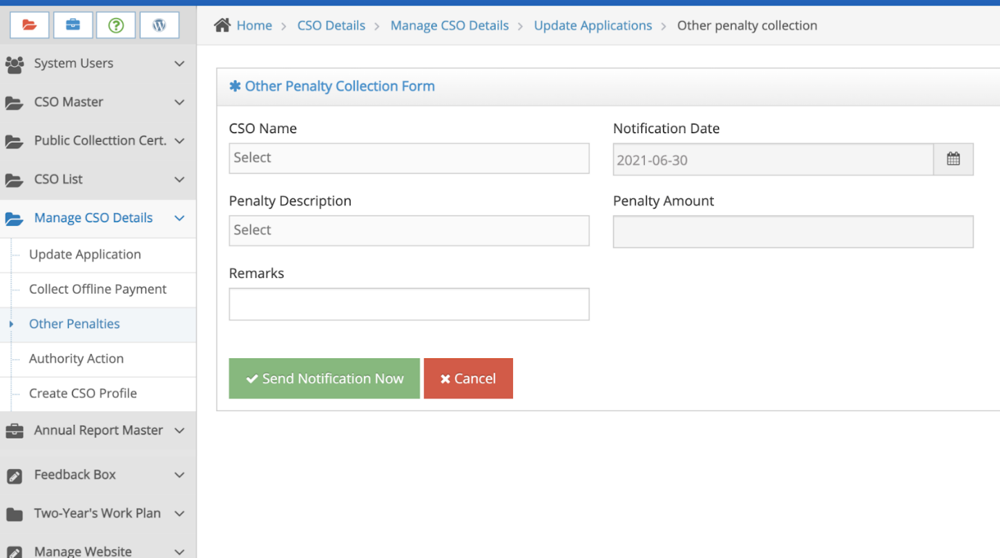 Home > CSO Details > Manage CSO Details > Update Applications > Other penalty collection
System Users
CSO Master
Public Collecttion Cert.
CSO List
Manage CSO Details
Update Application
Collect Offline Payment
Other Penalties
Authority Action
Create CSO Profile
Annual Report Master
Feedback Box
Two-Year's Work Plan
Manage Website
Other Penalty Collection Form
CSO Name
Select
Notification Date
2021-06-30
Penalty Description
Select
Penalty Amount
Remarks
Send Notification Now
Cancel